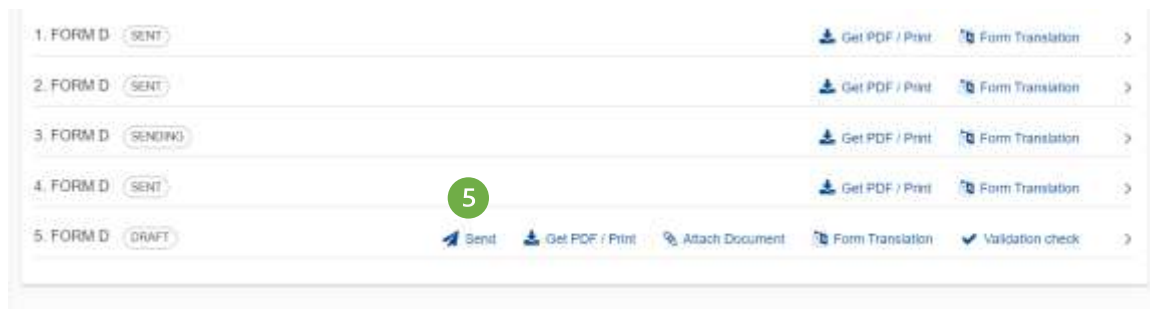 1. FORM D SENT Get PDF / Print Form Translation
2. FORM D SENT Get PDF / Print Form Translation
3. FORM D SENDING Get PDF / Print Form Translation
4. FORM D SENT Get PDF / Print Form Translation
5
5. FORM D DRAFT Send Get PDF / Print Attach Document Form Translation Validation check